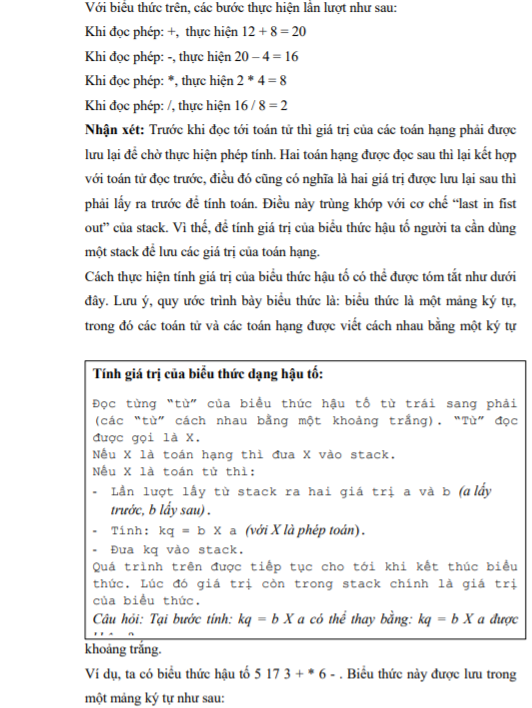 Với biểu thức trên, các bước thực hiện lần lượt như sau:
Khi đọc phép: +, thực hiện 12 + 8 = 20
Khi đọc phép: -, thực hiện 20 – 4 = 16
Khi đọc phép: *, thực hiện 2 * 4 = 8
Khi đọc phép: /, thực hiện 16 / 8 = 2
Nhận xét: Trước khi đọc tới toán tử thì giá trị của các toán hạng phải được
lưu lại để chờ thực hiện phép tính. Hai toán hạng được đọc sau thì lại kết hợp
với toán tử đọc trước, điều đó cũng có nghĩa là hai giá trị được lưu lại sau thì
phải lấy ra trước để tính toán. Điều này trùng khớp với cơ chế “last in fist
out” của stack. Vì thế, để tính giá trị của biểu thức hậu tố người ta cần dùng
một stack để lưu các giá trị của toán hạng.
Cách thực hiện tính giá trị của biểu thức hậu tố có thể được tóm tắt như dưới
đây. Lưu ý, quy ước trình bày biểu thức là: biểu thức là một mảng ký tự,
trong đó các toán tử và các toán hạng được viết cách nhau bằng một ký tự
Tính giá trị của biểu thức dạng hậu tố:
Đọc từng “từ” của biểu thức hậu tố từ trái sang phải
(các “từ” cách nhau bằng một khoảng trắng). “Từ” đọc
được gọi là X.
Nếu X là toán hạng thì đưa X vào stack.
Nếu X là toán tử thì:
- Lần lượt lấy từ stack ra hai giá trị a và b (a lấy
trước, b lấy sau).
- Tính: kq = b X a (với X là phép toán).
- Đưa kq vào stack.
Quá trình trên được tiếp tục cho tới khi kết thúc biểu
thức. Lúc đó giá trị còn trong stack chính là giá trị
của biểu thức.
Câu hỏi: Tại bước tính: kq = b X a có thể thay bằng: kq = b X a được
khoảng trắng.
Ví dụ, ta có biểu thức hậu tố 5 17 3 + * 6 - . Biểu thức này được lưu trong
một mảng ký tự như sau: